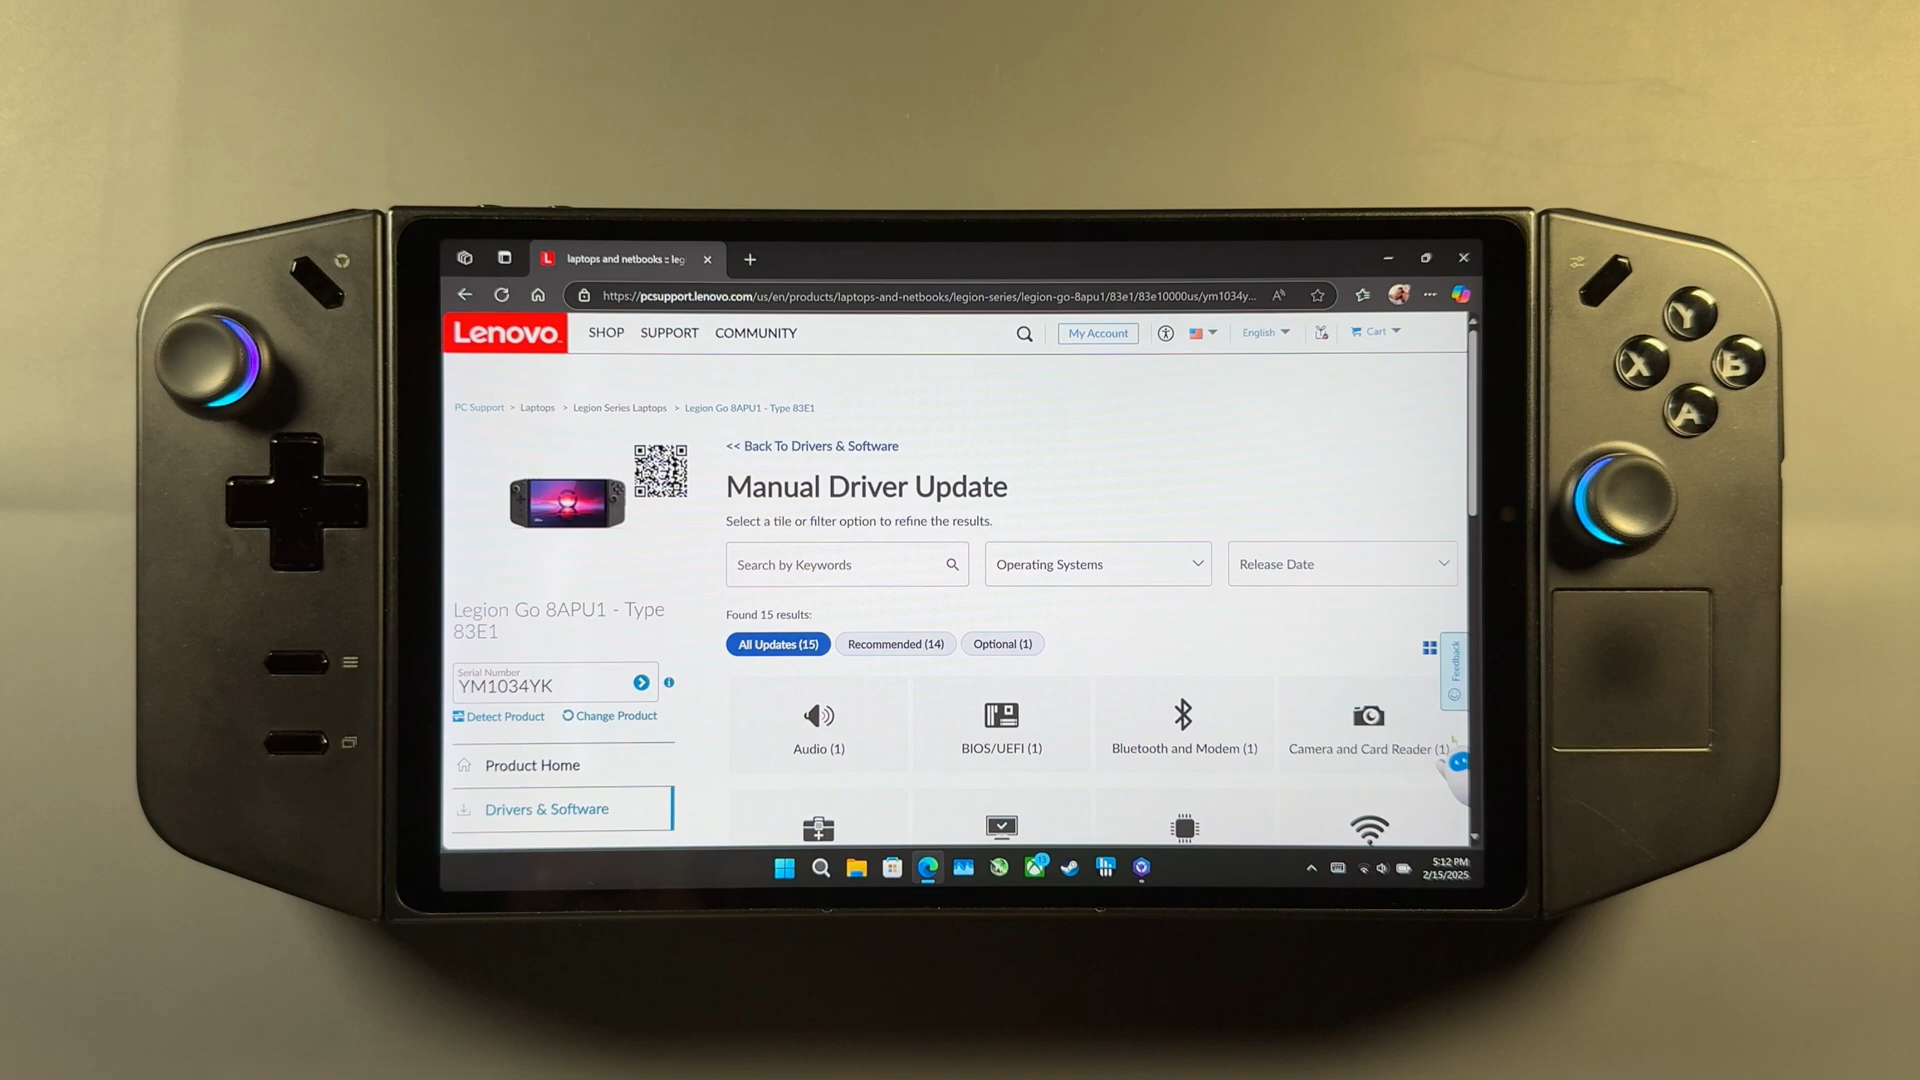 laptops and netbooks :: leg
https://pcsupport.lenovo.com/us/en/products/laptops-and-netbooks/legion-series/legion-go-8apu1/83e1/83e10000us/ym1034y...
Lenovo
SHOP SUPPORT COMMUNITY
My Account
English
Cart
PC Support > Laptops > Legion Series Laptops > Legion Go 8APU1 - Type 83E1
<< Back To Drivers & Software
Manual Driver Update
Select a tile or filter option to refine the results.
Search by Keywords
Operating Systems
Release Date
Legion Go 8APU1 - Type
83E1
Serial Number
YM1034YK
Detect Product
Change Product
Product Home
Drivers & Software
Found 15 results:
All Updates (15)
Recommended (14)
Optional (1)
Feedback
Audio (1)
BIOS/UEFI (1)
Bluetooth and Modem (1)
Camera and Card Reader (1)
13
5:12 PM
2/15/2025
Y
X
B
A